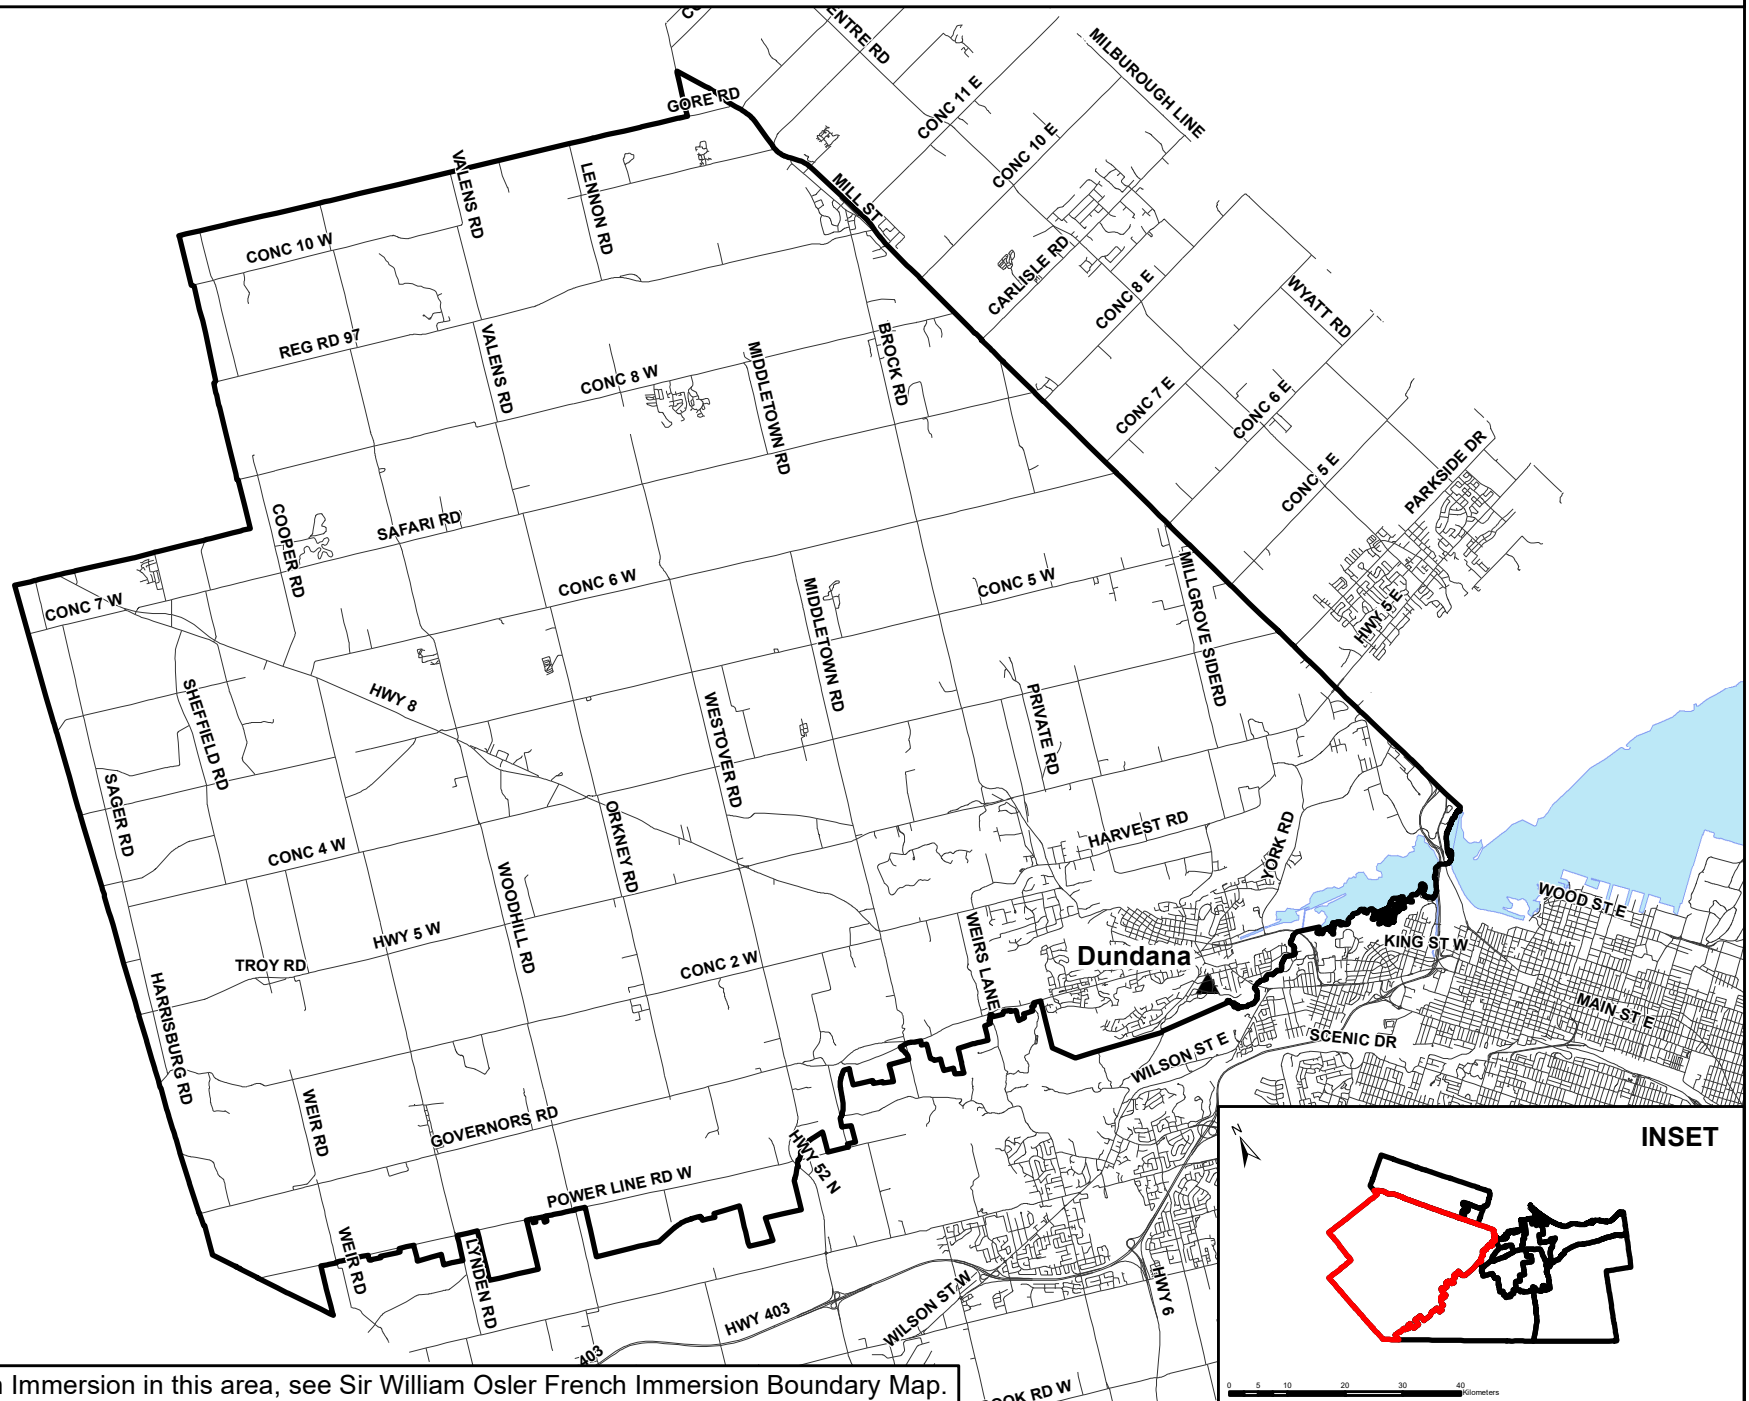 GORE RD
ENTRE RD
MILBOROUGH LINE
CONC 11 E
CONC 10 E
VALENS RD
LENNON RD
MILL ST
CONC 10 W
CARLISLE RD
CONC 8 E
WYATT RD
REG RD 97
VALENS RD
CONC 8 W
MIDDLETOWN RD
BROCK RD
CONC 7 E
CONC 6 E
CONC 5 E
PARKSIDE DR
COOPER RD
SAFARI RD
CONC 7 W
CONC 6 W
CONC 5 W
MIDDLETOWN RD
MILLGROVE SIDERD
HWY 5 E
SHEFFIELD RD
HWY 8
WESTOVER RD
PRIVATE RD
SAGER RD
ORKNEY RD
HARVEST RD
YORK RD
CONC 4 W
WOODHILL RD
WOOD ST E
HWY 5 W
TROY RD
CONC 2 W
WEIRS LANE
Dundana
KING ST W
HARRISBURG RD
MAIN ST E
SCENIC DR
WILSON ST E
WEIR RD
GOVERNORS RD
HWY 52 N
POWER LINE RD W
WEIR RD
LYNDEN RD
HWY 403
WILSON ST W
HWY 6
403
OOK RD W
INSET
N
0 5 10 20 30 40
Kilometers
Immersion in this area, see Sir William Osler French Immersion Boundary Map.